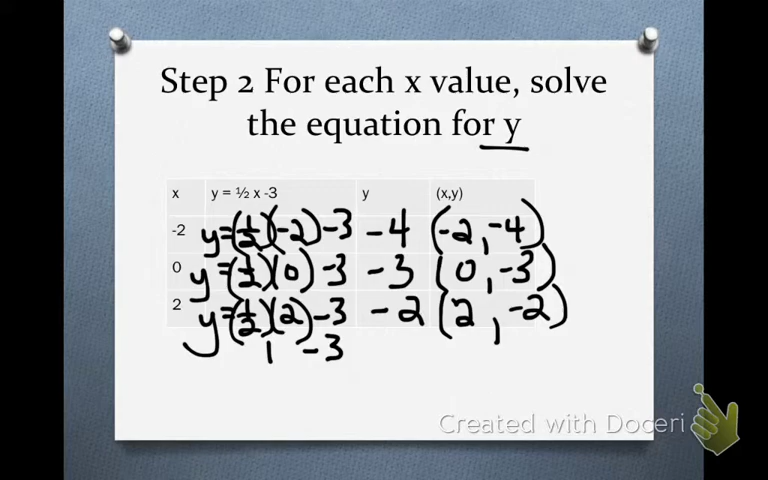 Step 2 For each x value, solve
the equation for y
x y = ½ x -3 y (x,y)
-2 y=(1/2)(-2)-3 -4 (-2,-4)
0 y=(1/2)(0)-3 -3 (0,-3)
2 y=(1/2)(2)-3 -2 (2,-2)
1 -3
Created with Doceri